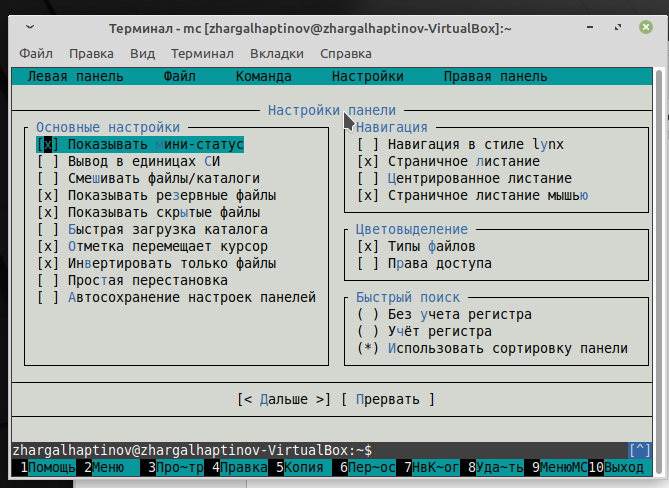 Терминал - mc [zhargalhaptinov@zhargalhaptinov-VirtualBox]:~
Файл Правка Вид Терминал Вкладки Справка
Левая панель Файл Команда Настройки Правая панель
Настройки панели
Основные настройки
[x] Показывать мини-статус
[ ] Вывод в единицах СИ
[ ] Смешивать файлы/каталоги
[x] Показывать резервные файлы
[x] Показывать скрытые файлы
[ ] Быстрая загрузка каталога
[x] Отметка перемещает курсор
[x] Инвертировать только файлы
[ ] Простая перестановка
[ ] Автосохранение настроек панелей
Навигация
[ ] Навигация в стиле lynx
[x] Страничное листание
[ ] Центрированное листание
[x] Страничное листание мышью
Цветовыделение
[x] Типы файлов
[ ] Права доступа
Быстрый поиск
( ) Без учета регистра
( ) Учёт регистра
(*) Использовать сортировку панели
[< Дальше >] [ Прервать ]
zhargalhaptinov@zhargalhaptinov-VirtualBox:~$ [^]
1Помощь 2Меню 3Про~тр 4Правка 5Копия 6Пер~ос 7НвК~ог 8Уда~ть 9МенюМС 10Выход